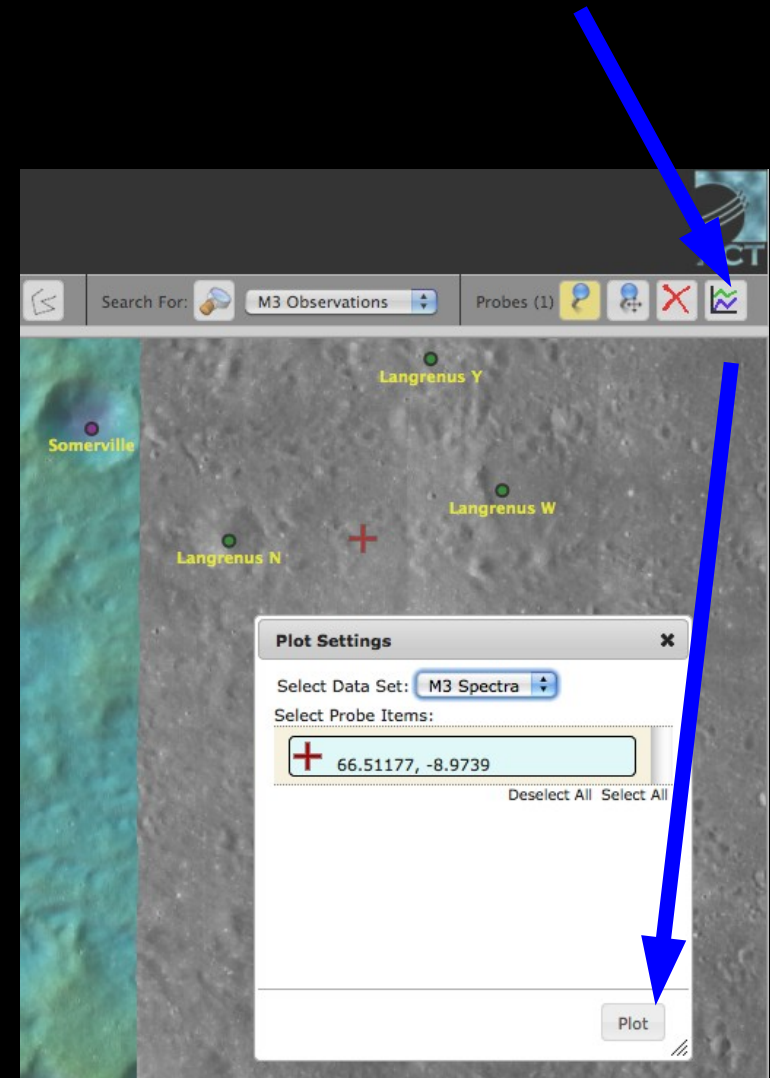 CT
Search For: M3 Observations Probes (1)
Langrenus Y
Somerville
Langrenus W
Langrenus N
Plot Settings
Select Data Set: M3 Spectra
Select Probe Items:
66.51177, -8.9739
Deselect All Select All
Plot